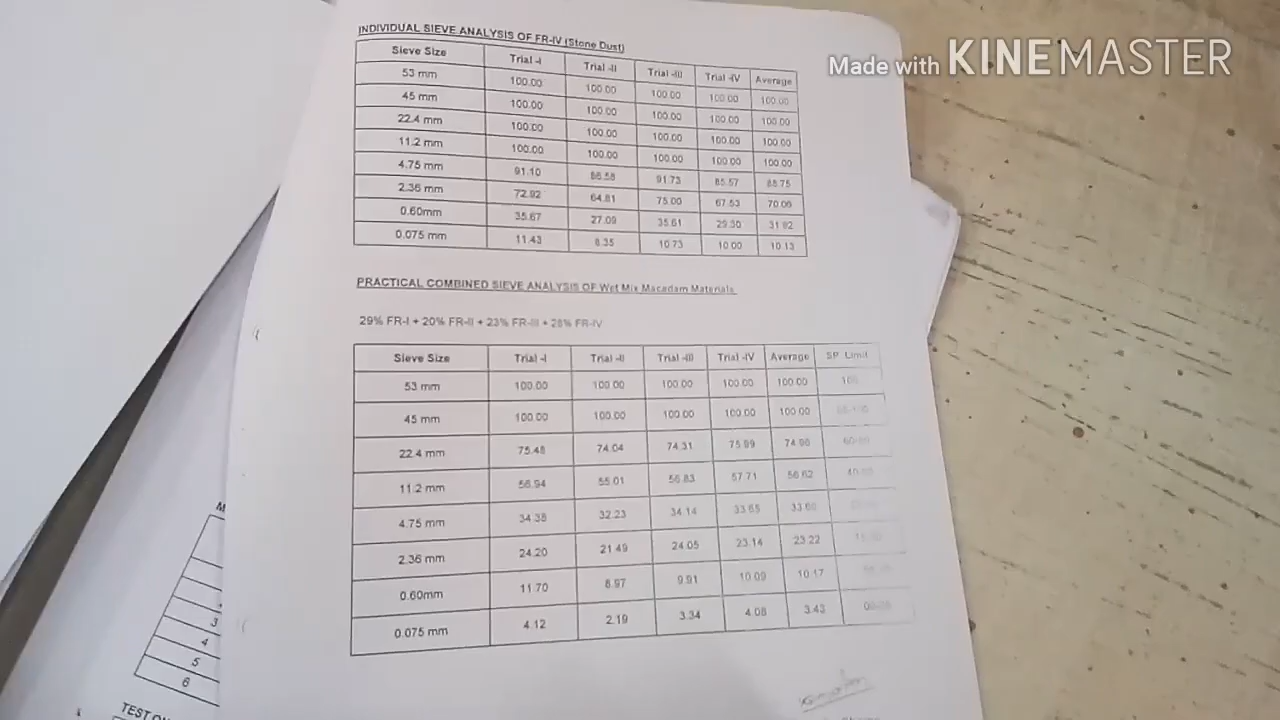 Made with KINEMASTER
INDIVIDUAL SIEVE ANALYSIS OF FR-IV (Stone Dust)
Sieve Size Trial -I Trial -II Trial -III Trial -IV Average
53 mm 100.00 100.00 100.00 100.00 100.00
45 mm 100.00 100.00 100.00 100.00 100.00
22.4 mm 100.00 100.00 100.00 100.00 100.00
11.2 mm 100.00 100.00 100.00 100.00 100.00
4.75 mm 91.10 86.58 91.73 85.57 88.75
2.36 mm 72.92 64.81 75.00 67.53 70.06
0.60mm 35.67 27.09 35.61 29.30 31.92
0.075 mm 11.43 8.35 10.73 10.00 10.13
PRACTICAL COMBINED SIEVE ANALYSIS OF Wet Mix Macadam Materials
29% FR-I + 20% FR-II + 23% FR-III + 28% FR-IV
Sieve Size Trial -I Trial -II Trial -III Trial -IV Average SP. Limit
53 mm 100.00 100.00 100.00 100.00 100.00 100
45 mm 100.00 100.00 100.00 100.00 100.00
22.4 mm 75.48 74.04 74.31 75.99 74.96
11.2 mm 56.94 55.01 56.83 57.71 56.62
4.75 mm 34.38 32.23 34.14 33.65 33.60
2.36 mm 24.20 21.49 24.05 23.14 23.22
0.60mm 11.70 8.97 9.91 10.09 10.17
0.075 mm 4.12 2.19 3.34 4.08 3.43
3
4
5
6